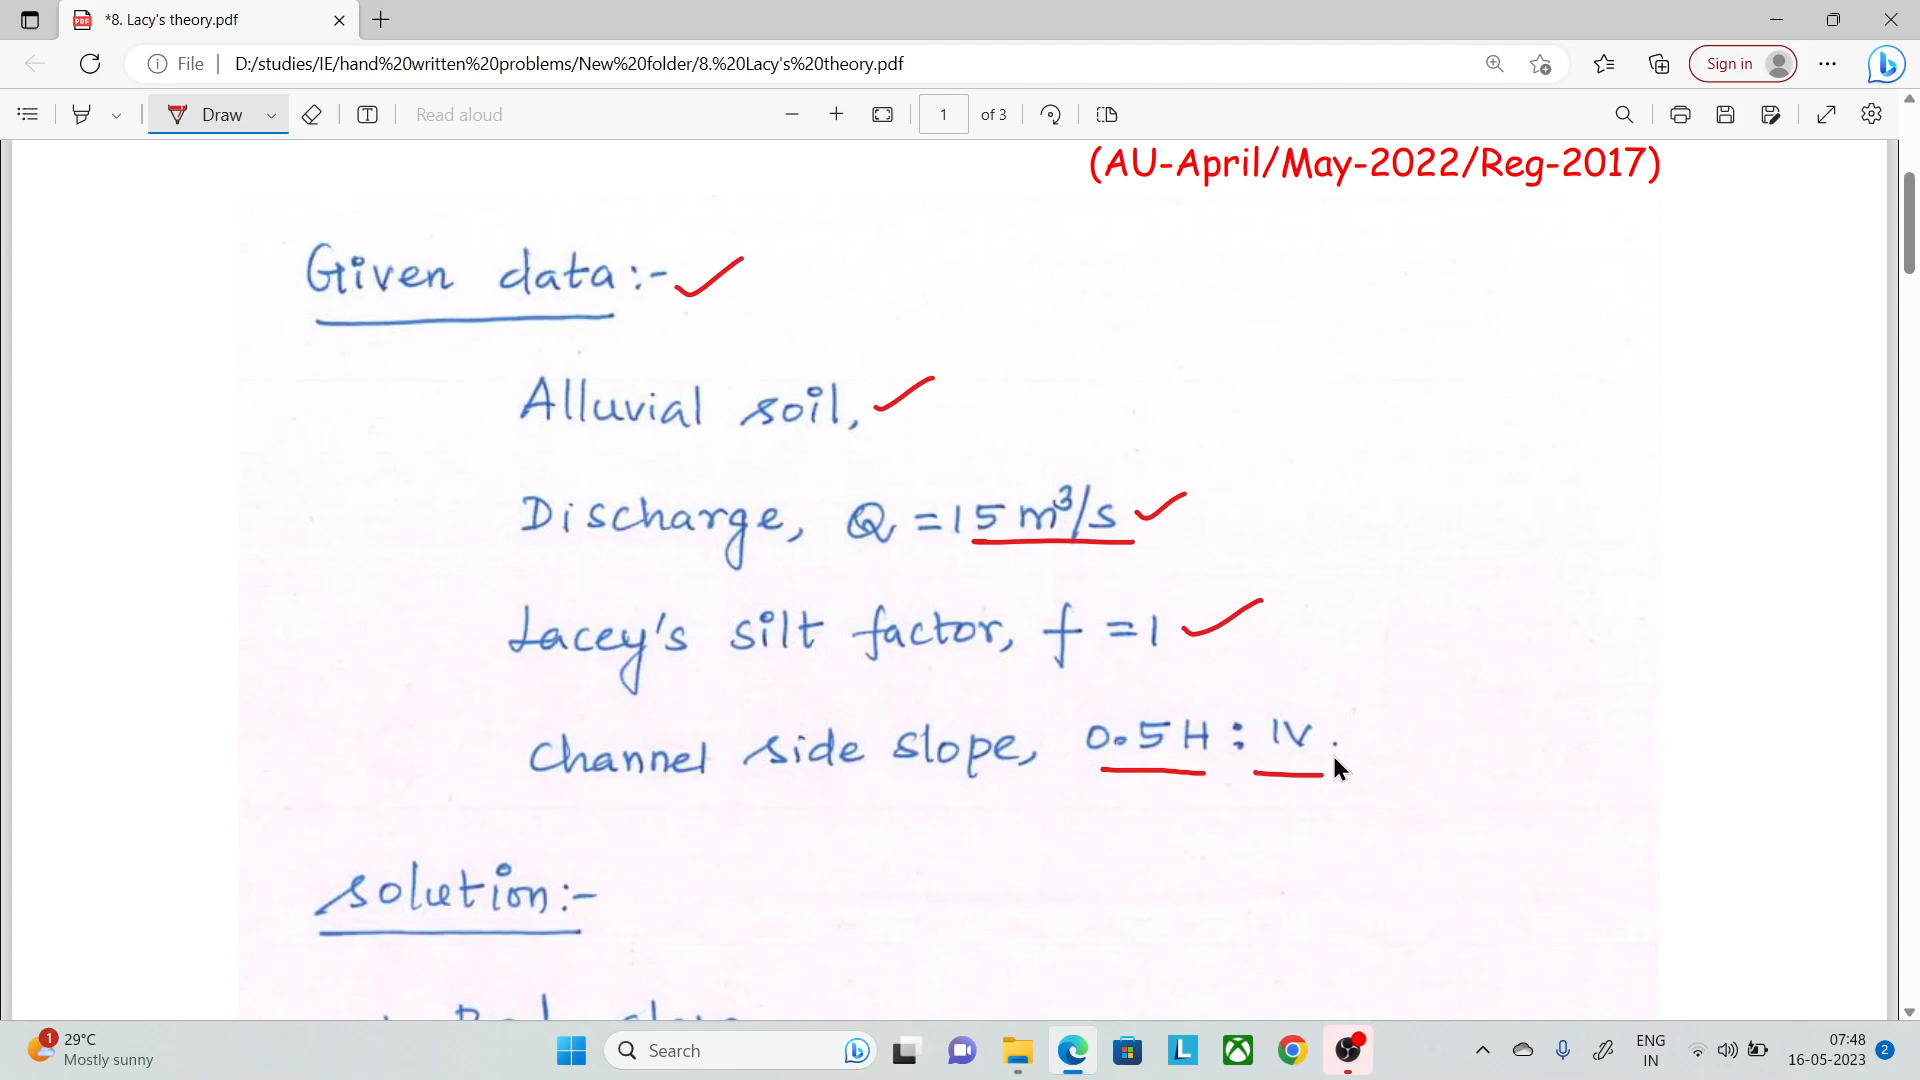 *8. Lacy's theory.pdf
File D:/studies/IE/hand%20written%20problems/New%20folder/8.%20Lacy's%20theory.pdf
Sign in
Draw
Read aloud
1 of 3
(AU-April/May-2022/Reg-2017)
Given data:-
Alluvial soil,
Discharge, Q = 15 m³/s
Lacey's silt factor, f = 1
Channel side slope, 0.5H : 1V.
Solution:-
29°C
Mostly sunny
1
Search
ENG
IN
07:48
16-05-2023
2